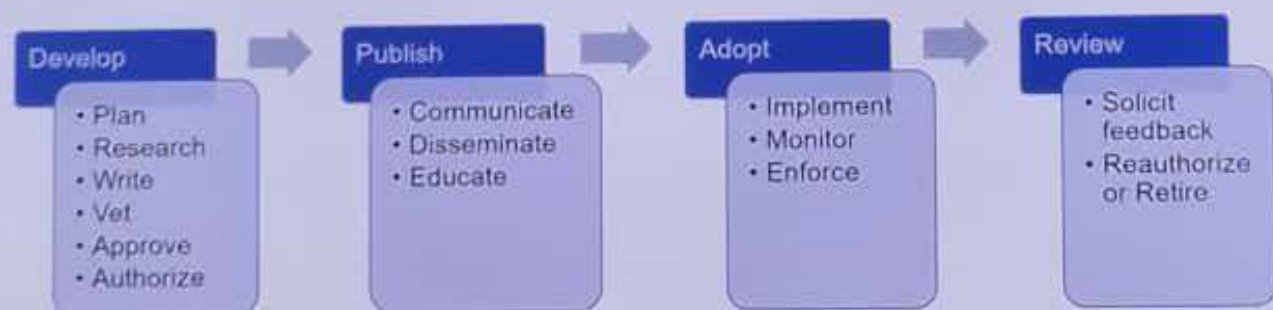 Develop
• Plan
• Research
• Write
• Vet
• Approve
• Authorize
Publish
• Communicate
• Disseminate
• Educate
Adopt
• Implement
• Monitor
• Enforce
Review
• Solicit
feedback
• Reauthorize
or Retire